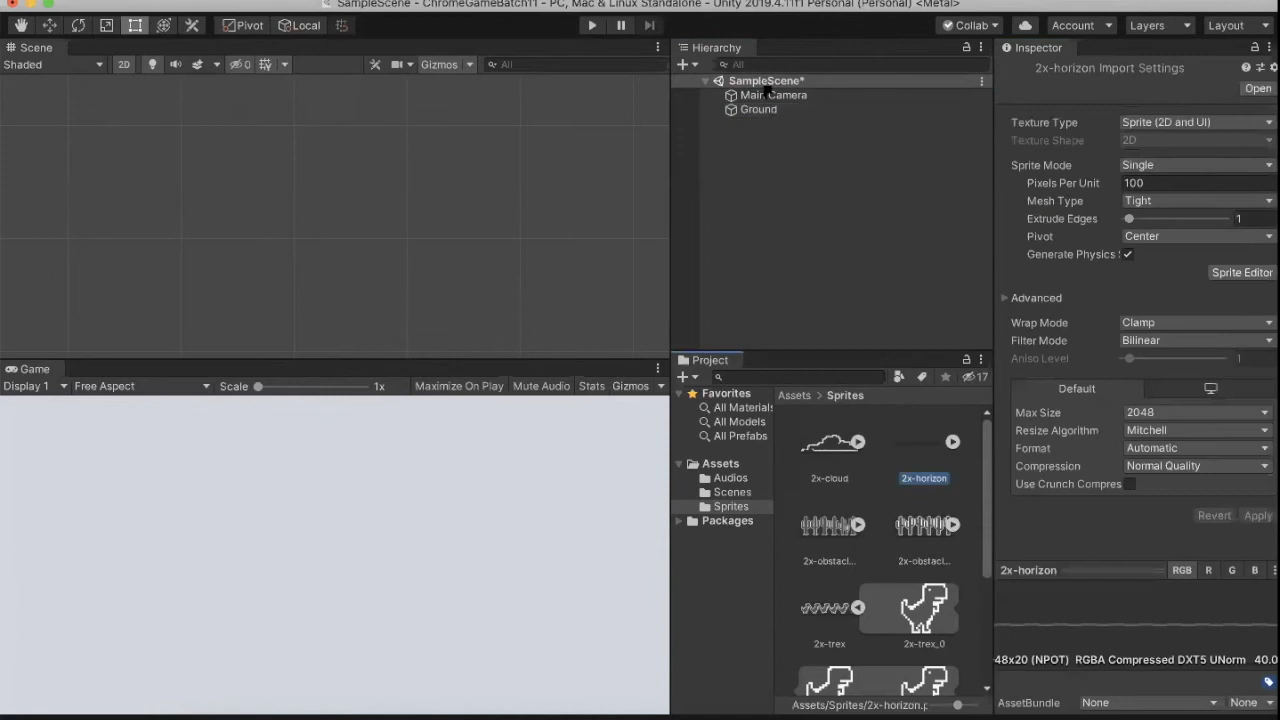 SampleScene - ChromeGameBatch11 - PC, Mac & Linux Standalone - Unity 2019.4.11f1 Personal (Personal) <Metal>
Pivot Local Collab Account Layers Layout
Scene
Shaded 2D 0 Gizmos All
Hierarchy
All
SampleScene*
Main Camera
Ground
Inspector
2x-horizon Import Settings
Open
Texture Type Sprite (2D and UI)
Texture Shape 2D
Sprite Mode Single
Pixels Per Unit 100
Mesh Type Tight
Extrude Edges 1
Pivot Center
Generate Physics
Sprite Editor
Advanced
Wrap Mode Clamp
Filter Mode Bilinear
Aniso Level 1
Default
Max Size 2048
Resize Algorithm Mitchell
Format Automatic
Compression Normal Quality
Use Crunch Compres
Revert Apply
2x-horizon RGB R G B
48x20 (NPOT) RGBA Compressed DXT5 UNorm 40.0
AssetBundle None None
Game
Display 1 Free Aspect Scale 1x Maximize On Play Mute Audio Stats Gizmos
Project
17
Favorites
All Materials
All Models
All Prefabs
Assets
Audios
Scenes
Sprites
Packages
Assets > Sprites
2x-cloud 2x-horizon
2x-obstacl... 2x-obstacl...
2x-trex 2x-trex_0
Assets/Sprites/2x-horizon.p